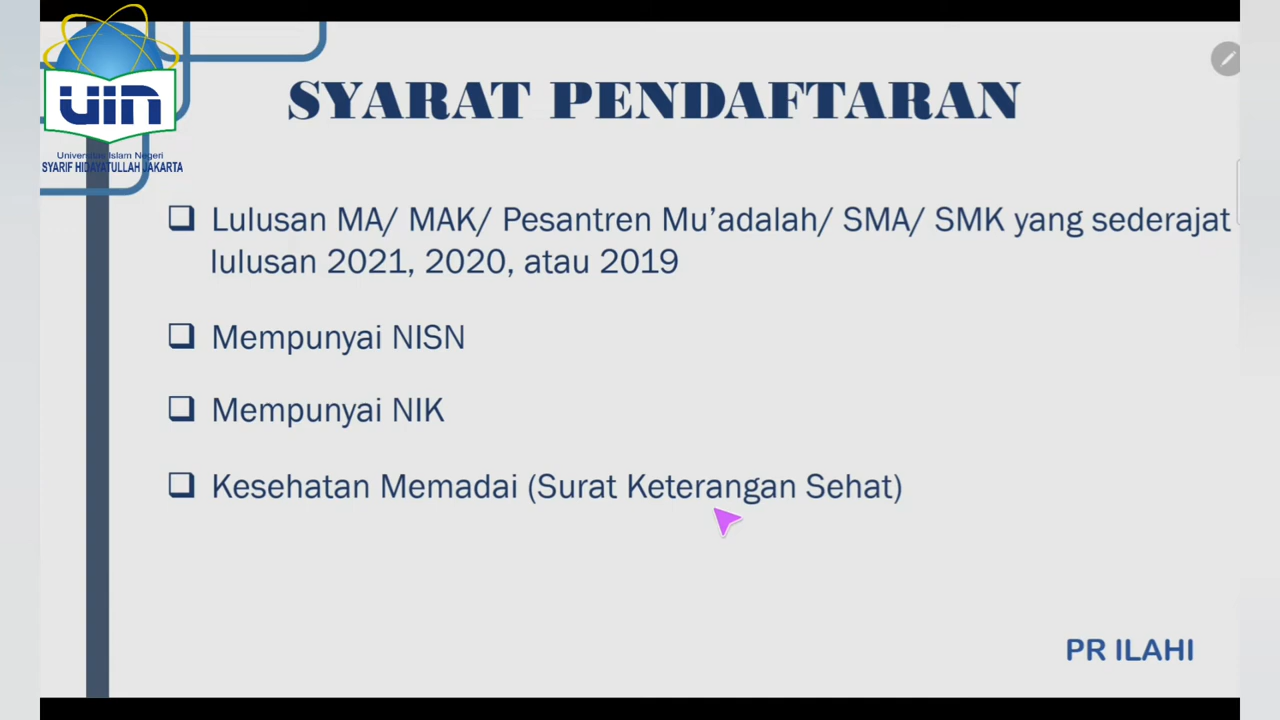 UIN
Universitas Islam Negeri
SYARIF HIDAYATULLAH JAKARTA
SYARAT PENDAFTARAN
Lulusan MA/ MAK/ Pesantren Mu’adalah/ SMA/ SMK yang sederajat
lulusan 2021, 2020, atau 2019
Mempunyai NISN
Mempunyai NIK
Kesehatan Memadai (Surat Keterangan Sehat)
PR ILAHI